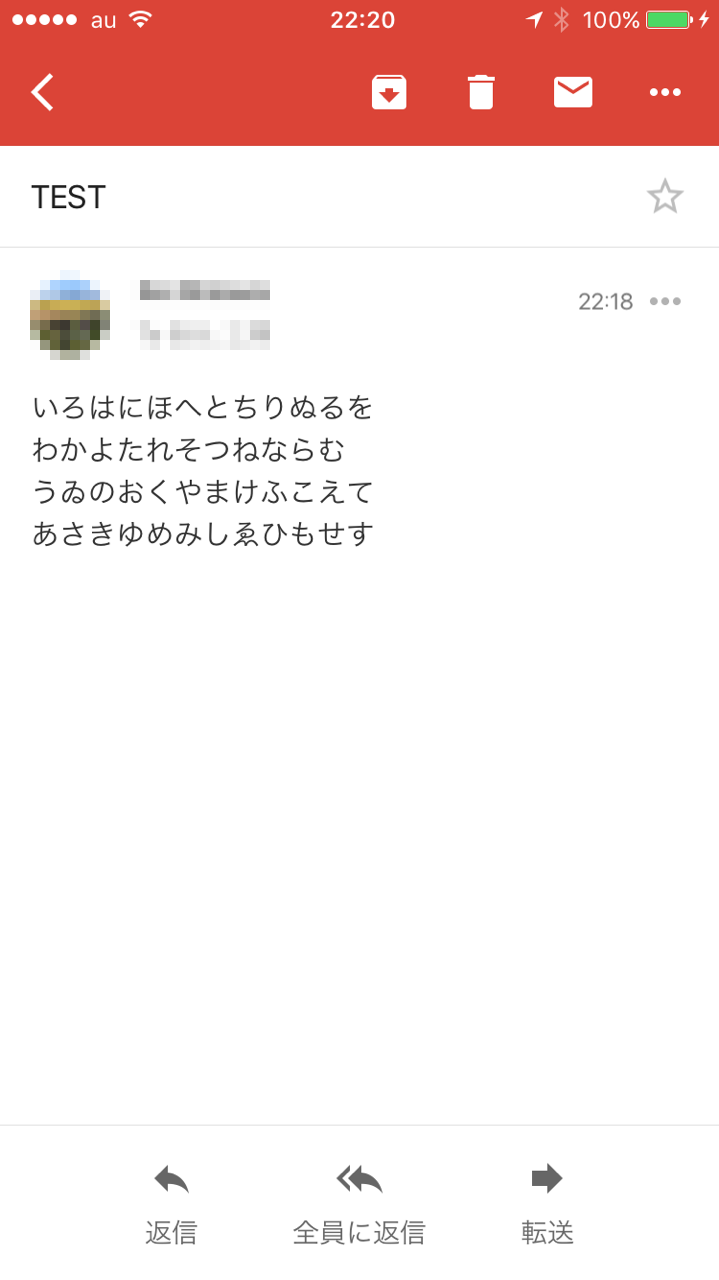 au 22:20 100%
TEST
22:18
いろはにほへとちりぬるを
わかよたれそつねならむ
うゐのおくやまけふこえて
あさきゆめみしゑひもせす
返信 全員に返信 転送